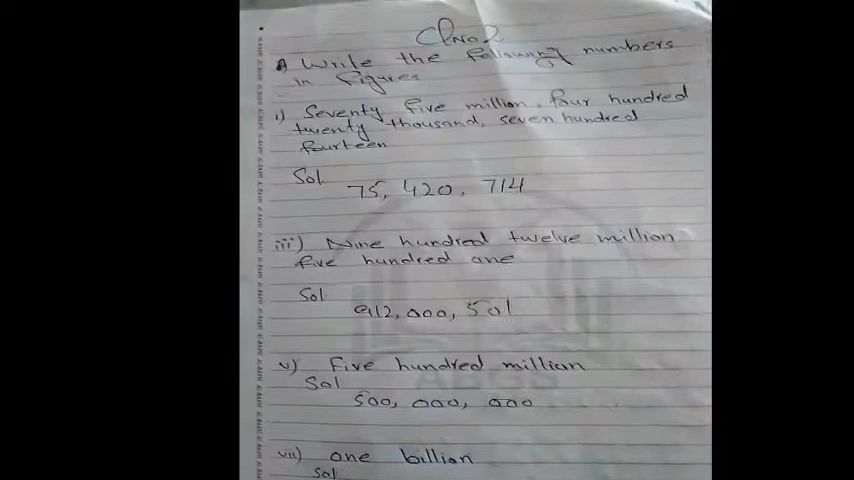 Ch No 2
A Write the following numbers
in figures
i) Seventy five million, four hundred
twenty thousand, seven hundred
fourteen
Sol
75, 420, 714
iii) Nine hundred twelve million
five hundred one
Sol
912,000, 501
v) Five hundred million
Sol
500, 000, 000
vii) one billion
Sol